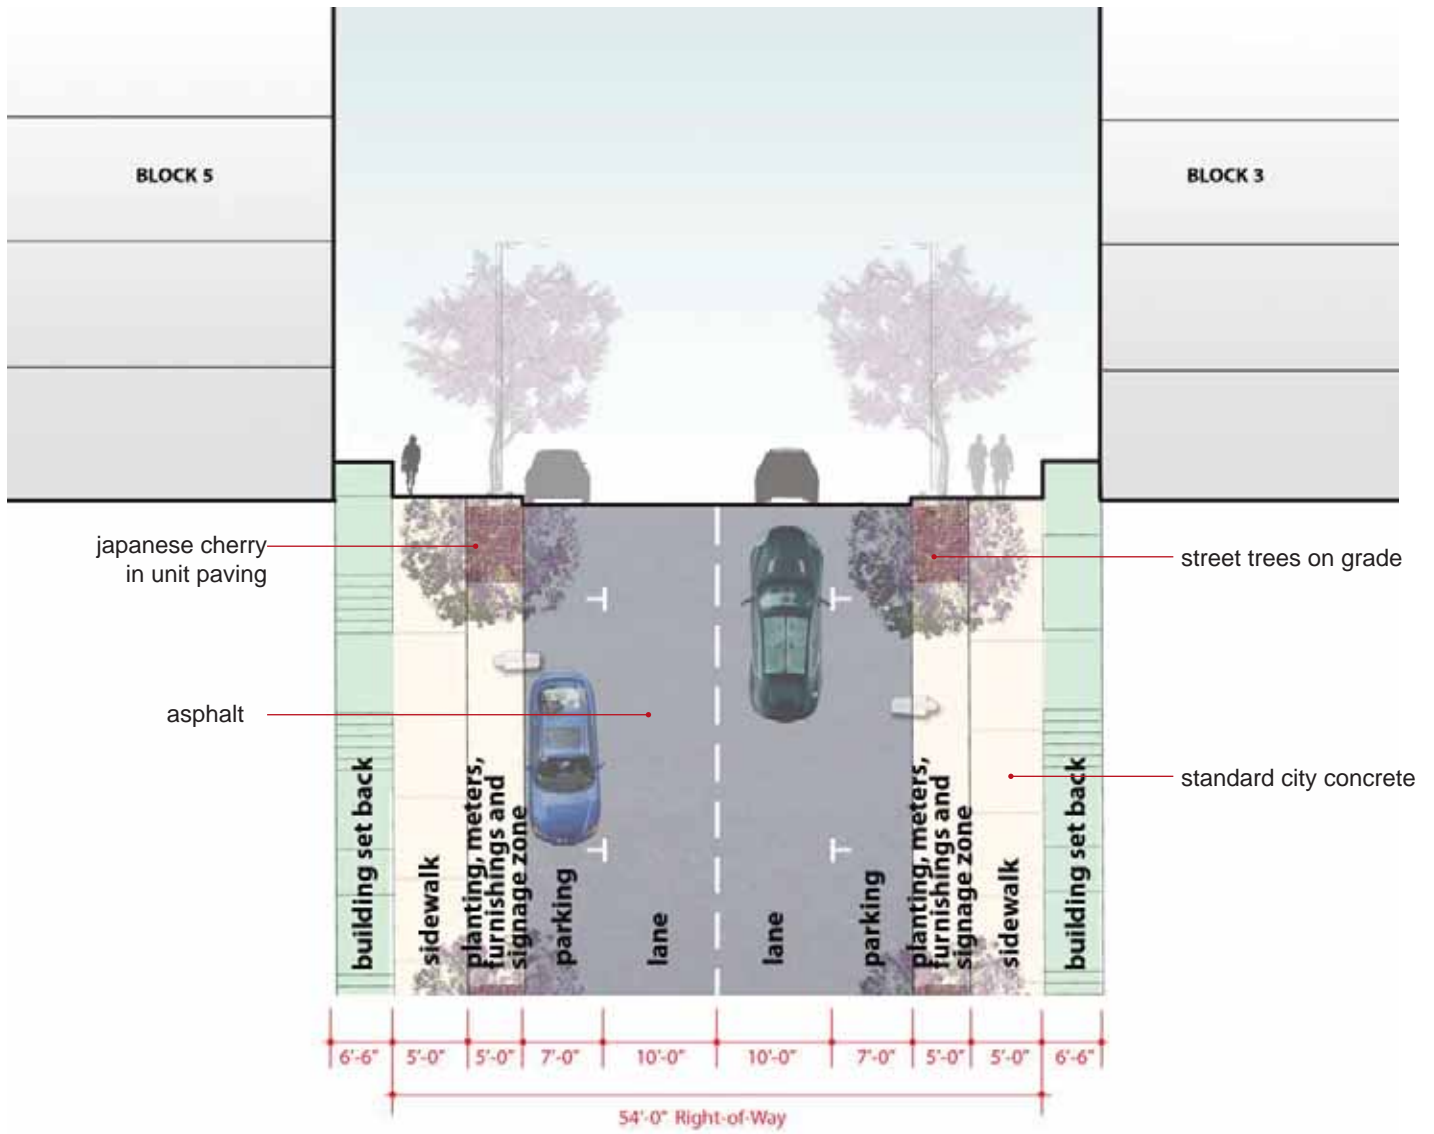 BLOCK 5
BLOCK 3
japanese cherry
in unit paving
street trees on grade
asphalt
standard city concrete
building set back
sidewalk
planting, meters,
furnishings and
signage zone
parking
lane
lane
parking
planting, meters,
furnishings and
signage zone
sidewalk
building set back
6'-6" 5'-0" 5'-0" 7'-0" 10'-0" 10'-0" 7'-0" 5'-0" 5'-0" 6'-6"
54'-0" Right-of-Way